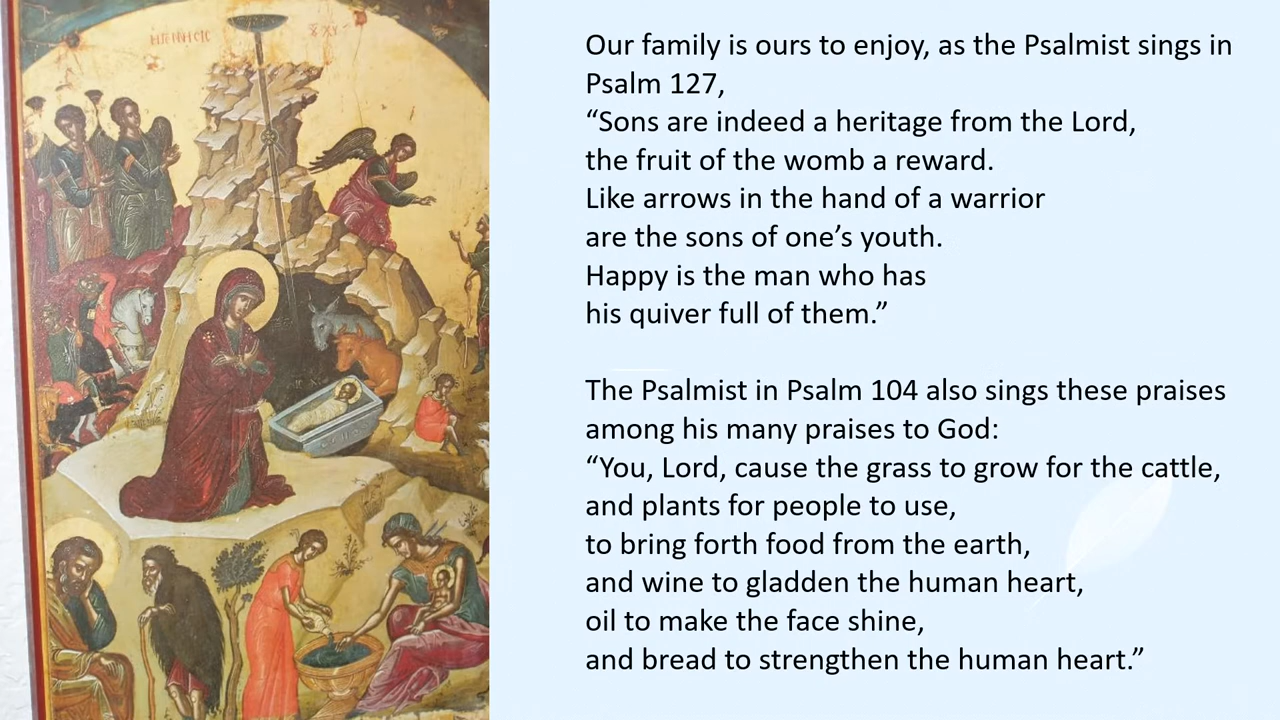 Our family is ours to enjoy, as the Psalmist sings in
Psalm 127,
“Sons are indeed a heritage from the Lord,
the fruit of the womb a reward.
Like arrows in the hand of a warrior
are the sons of one’s youth.
Happy is the man who has
his quiver full of them.”
The Psalmist in Psalm 104 also sings these praises
among his many praises to God:
“You, Lord, cause the grass to grow for the cattle,
and plants for people to use,
to bring forth food from the earth,
and wine to gladden the human heart,
oil to make the face shine,
and bread to strengthen the human heart.”